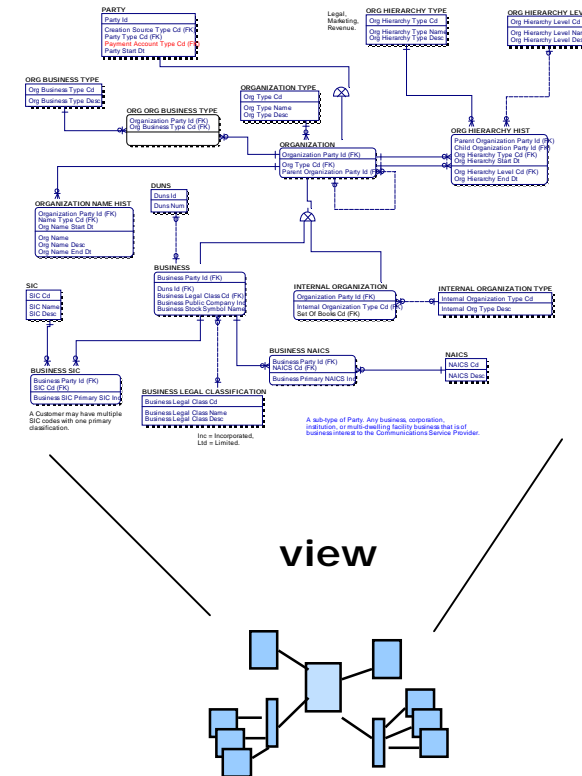 PARTY
Party Id
Creation Source Type Cd (FK)
Party Type Cd (FK)
Payment Account Type Cd (FK)
Party Start Dt
Legal,
Marketing,
Revenue.
ORG HIERARCHY TYPE
Org Hierarchy Type Cd
Org Hierarchy Type Name
Org Hierarchy Type Desc
ORG HIERARCHY LEV
Org Hierarchy Level Cd
Org Hierarchy Level Nam
Org Hierarchy Level Des
ORG BUSINESS TYPE
Org Business Type Cd
Org Business Type Desc
ORG ORG BUSINESS TYPE
Organization Party Id (FK)
Org Business Type Cd (FK)
ORGANIZATION TYPE
Org Type Cd
Org Type Name
Org Type Desc
ORGANIZATION
Organization Party Id (FK)
Org Type Cd (FK)
Parent Organization Party Id (FK)
ORG HIERARCHY HIST
Parent Organization Party Id (FK)
Child Organization Party Id (FK)
Org Hierarchy Type Cd (FK)
Org Hierarchy Start Dt
Org Hierarchy Level Cd (FK)
Org Hierarchy End Dt
ORGANIZATION NAME HIST
Organization Party Id (FK)
Name Type Cd (FK)
Org Name Start Dt
Org Name
Org Name Desc
Org Name End Dt
DUNS
Duns Id
Duns Num
BUSINESS
Business Party Id (FK)
Duns Id (FK)
Business Legal Class Cd (FK)
Business Public Company Ind
Business Stock Symbol Name
INTERNAL ORGANIZATION
Organization Party Id (FK)
Internal Organization Type Cd (FK)
Set Of Books Cd (FK)
INTERNAL ORGANIZATION TYPE
Internal Organization Type Cd
Internal Org Type Desc
SIC
SIC Cd
SIC Name
SIC Desc
BUSINESS SIC
Business Party Id (FK)
SIC Cd (FK)
Business SIC Primary SIC Ind
A Customer may have multiple
SIC codes with one primary
classification.
BUSINESS LEGAL CLASSIFICATION
Business Legal Class Cd
Business Legal Class Name
Business Legal Class Desc
Inc = Incorporated,
Ltd = Limited.
BUSINESS NAICS
Business Party Id (FK)
NAICS Cd (FK)
Business Primary NAICS Ind
NAICS
NAICS Cd
NAICS Desc
A sub-type of Party. Any business, corporation,
institution, or multi-dwelling facility business that is of
business interest to the Communications Service Provider.
view